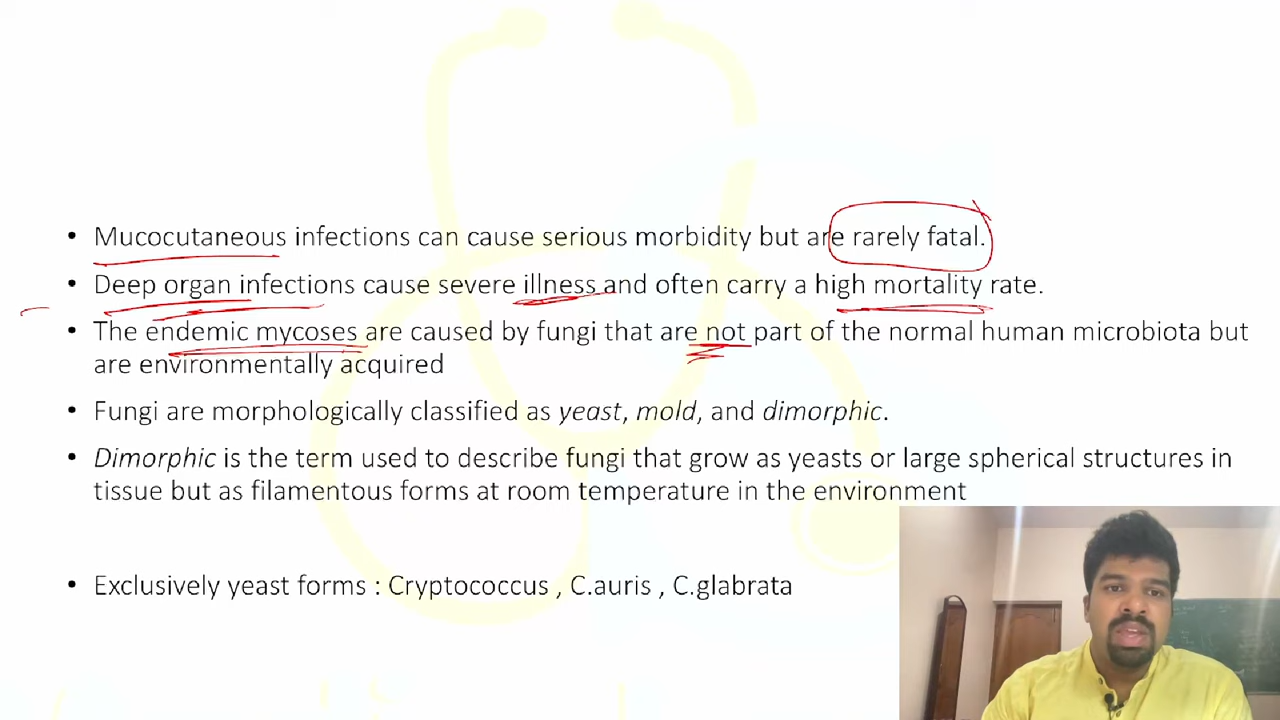 • Mucocutaneous infections can cause serious morbidity but are rarely fatal.
• Deep organ infections cause severe illness and often carry a high mortality rate.
• The endemic mycoses are caused by fungi that are not part of the normal human microbiota but
are environmentally acquired
• Fungi are morphologically classified as yeast, mold, and dimorphic.
• Dimorphic is the term used to describe fungi that grow as yeasts or large spherical structures in
tissue but as filamentous forms at room temperature in the environment
• Exclusively yeast forms : Cryptococcus , C.auris , C.glabrata